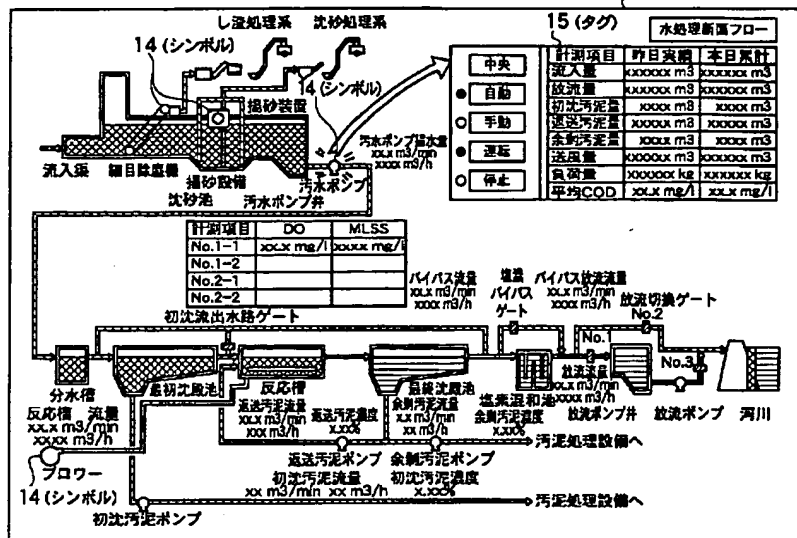 し渣処理系
沈砂処理系
14 (シンボル)
14 (シンボル)
15 (タグ)
水処理断面フロー
揚砂装置
流入渠
細目除塵機
揚砂設備
沈砂池
汚水ポンプ井
汚水ポンプ
汚水ポンプ揚水量
xx.x m3/min
xxxx m3/h
中央
自動
手動
運転
停止
計測項目 昨日実績 本日累計
流入量 xxxxxx m3 xxxxxx m3
放流量 xxxxxx m3 xxxxxx m3
初沈汚泥量 xxxx m3 xxxx m3
返送汚泥量 xxxxxx m3 xxxxxx m3
余剰汚泥量 xxxx m3 xxxx m3
送風量 xxxxxx m3 xxxxxx m3
負荷量 xxxxxx kg xxxxxx kg
平均COD xx.x mg/l xx.x mg/l
計測項目 DO MLSS
No.1-1 xx.x mg/l xxxx mg/l
No.1-2
No.2-1
No.2-2
バイパス流量
xx.x m3/min
xxxx m3/h
塩混
バイパス
ゲート
バイパス放流流量
xx.x m3/min
xxxx m3/h
放流切換ゲート
No.2
No.1
No.3
初沈流出水路ゲート
分水槽
最初沈殿池
反応槽
最終沈殿池
塩素混和池
放流流量
xx.x m3/min
xxxx m3/h
放流ポンプ井
放流ポンプ
河川
反応槽 流量
xx.x m3/min
xxxx m3/h
返送汚泥流量
xx.x m3/min
xxx m3/h
返送汚泥濃度
x.xx%
余剰汚泥流量
xx.x m3/min
xxx m3/h
余剰汚泥濃度
x.xx%
ブロワー
14 (シンボル)
返送汚泥ポンプ
余剰汚泥ポンプ
汚泥処理設備へ
初沈汚泥流量
xx m3/min xx m3/h
初沈汚泥濃度
x.xx%
初沈汚泥ポンプ
汚泥処理設備へ